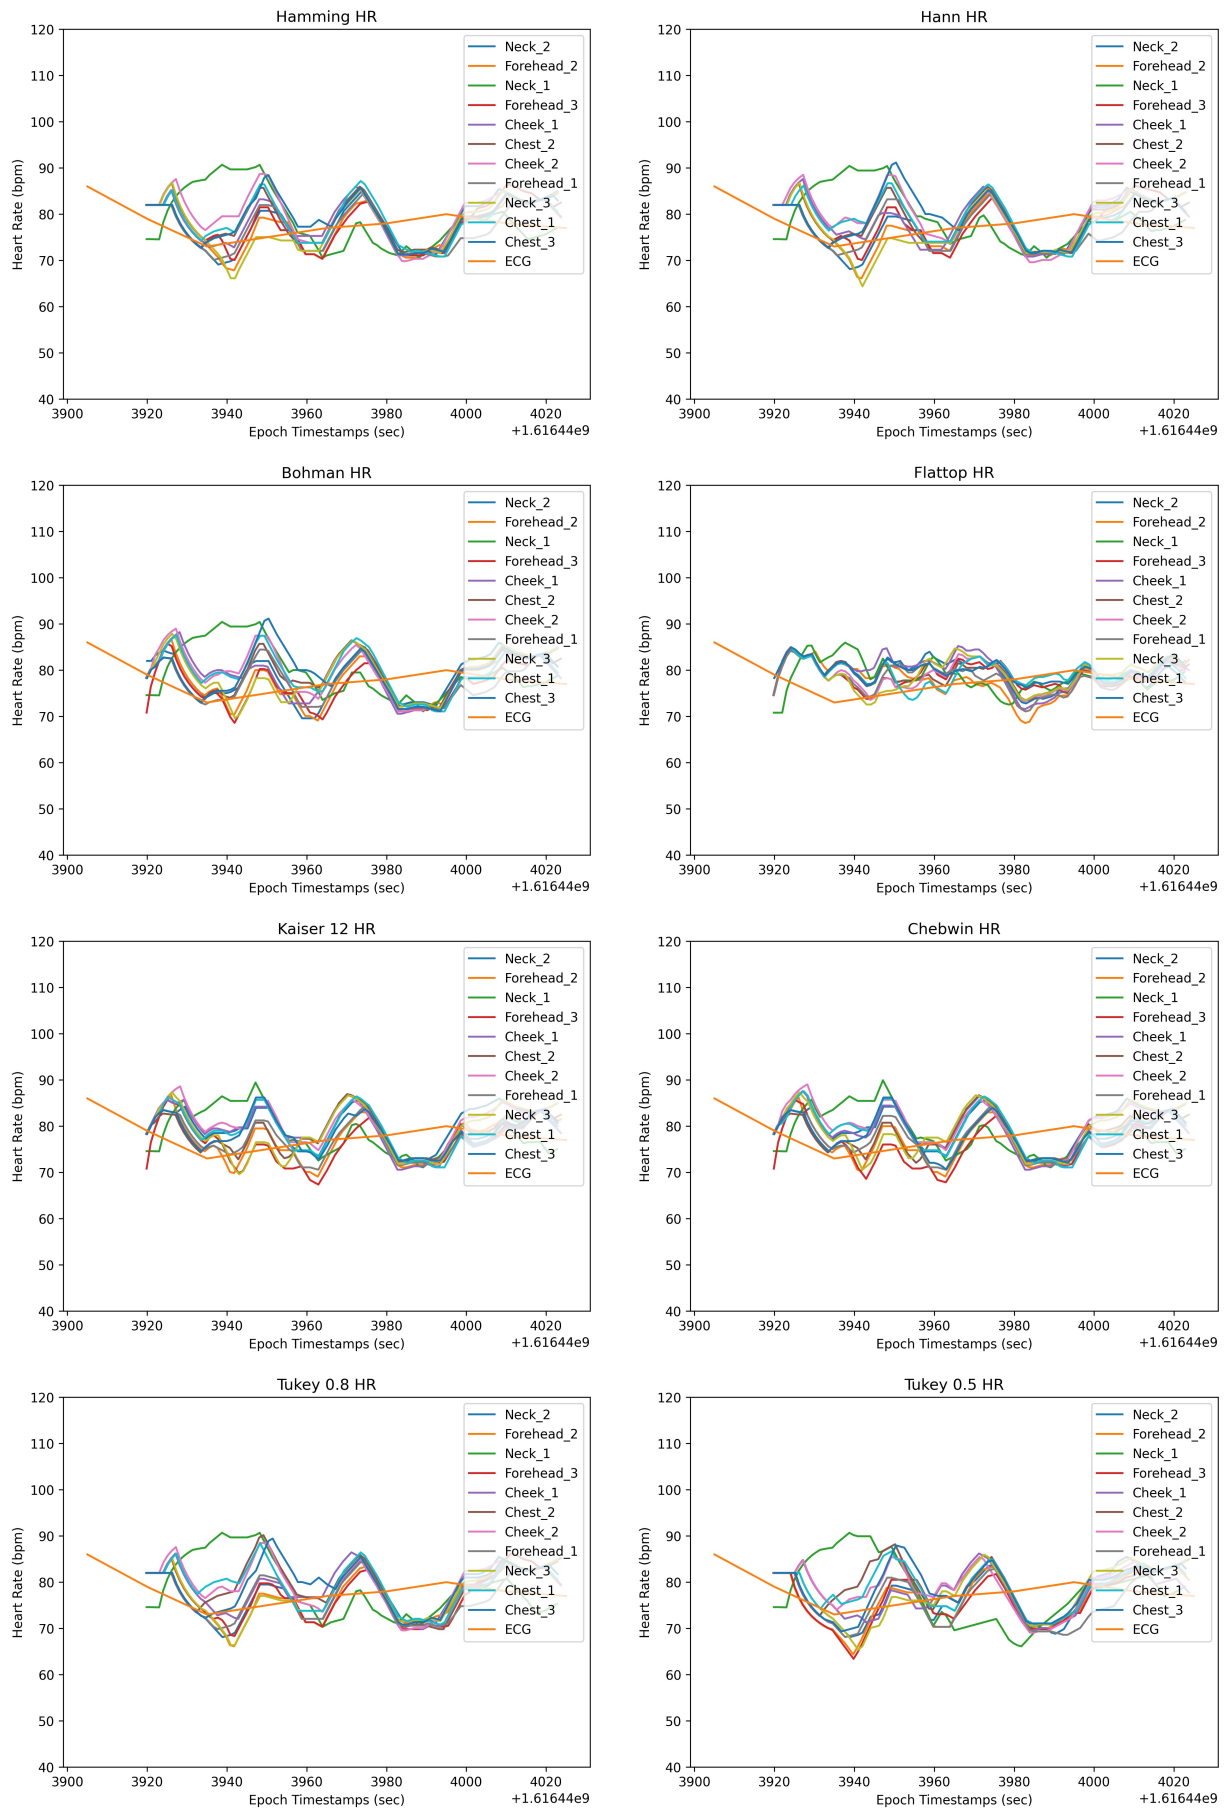 Hamming HR
120
110
100
90
80
70
60
50
40
Heart Rate (bpm)
3900 3920 3940 3960 3980 4000 4020
Epoch Timestamps (sec)
+1.61644e9
Neck_2
Forehead_2
Neck_1
Forehead_3
Cheek_1
Chest_2
Cheek_2
Forehead_1
Neck_3
Chest_1
Chest_3
ECG
Hann HR
120
110
100
90
80
70
60
50
40
Heart Rate (bpm)
3900 3920 3940 3960 3980 4000 4020
Epoch Timestamps (sec)
+1.61644e9
Neck_2
Forehead_2
Neck_1
Forehead_3
Cheek_1
Chest_2
Cheek_2
Forehead_1
Neck_3
Chest_1
Chest_3
ECG
Bohman HR
120
110
100
90
80
70
60
50
40
Heart Rate (bpm)
3900 3920 3940 3960 3980 4000 4020
Epoch Timestamps (sec)
+1.61644e9
Neck_2
Forehead_2
Neck_1
Forehead_3
Cheek_1
Chest_2
Cheek_2
Forehead_1
Neck_3
Chest_1
Chest_3
ECG
Flattop HR
120
110
100
90
80
70
60
50
40
Heart Rate (bpm)
3900 3920 3940 3960 3980 4000 4020
Epoch Timestamps (sec)
+1.61644e9
Neck_2
Forehead_2
Neck_1
Forehead_3
Cheek_1
Chest_2
Cheek_2
Forehead_1
Neck_3
Chest_1
Chest_3
ECG
Kaiser 12 HR
120
110
100
90
80
70
60
50
40
Heart Rate (bpm)
3900 3920 3940 3960 3980 4000 4020
Epoch Timestamps (sec)
+1.61644e9
Neck_2
Forehead_2
Neck_1
Forehead_3
Cheek_1
Chest_2
Cheek_2
Forehead_1
Neck_3
Chest_1
Chest_3
ECG
Chebwin HR
120
110
100
90
80
70
60
50
40
Heart Rate (bpm)
3900 3920 3940 3960 3980 4000 4020
Epoch Timestamps (sec)
+1.61644e9
Neck_2
Forehead_2
Neck_1
Forehead_3
Cheek_1
Chest_2
Cheek_2
Forehead_1
Neck_3
Chest_1
Chest_3
ECG
Tukey 0.8 HR
120
110
100
90
80
70
60
50
40
Heart Rate (bpm)
3900 3920 3940 3960 3980 4000 4020
Epoch Timestamps (sec)
+1.61644e9
Neck_2
Forehead_2
Neck_1
Forehead_3
Cheek_1
Chest_2
Cheek_2
Forehead_1
Neck_3
Chest_1
Chest_3
ECG
Tukey 0.5 HR
120
110
100
90
80
70
60
50
40
Heart Rate (bpm)
3900 3920 3940 3960 3980 4000 4020
Epoch Timestamps (sec)
+1.61644e9
Neck_2
Forehead_2
Neck_1
Forehead_3
Cheek_1
Chest_2
Cheek_2
Forehead_1
Neck_3
Chest_1
Chest_3
ECG